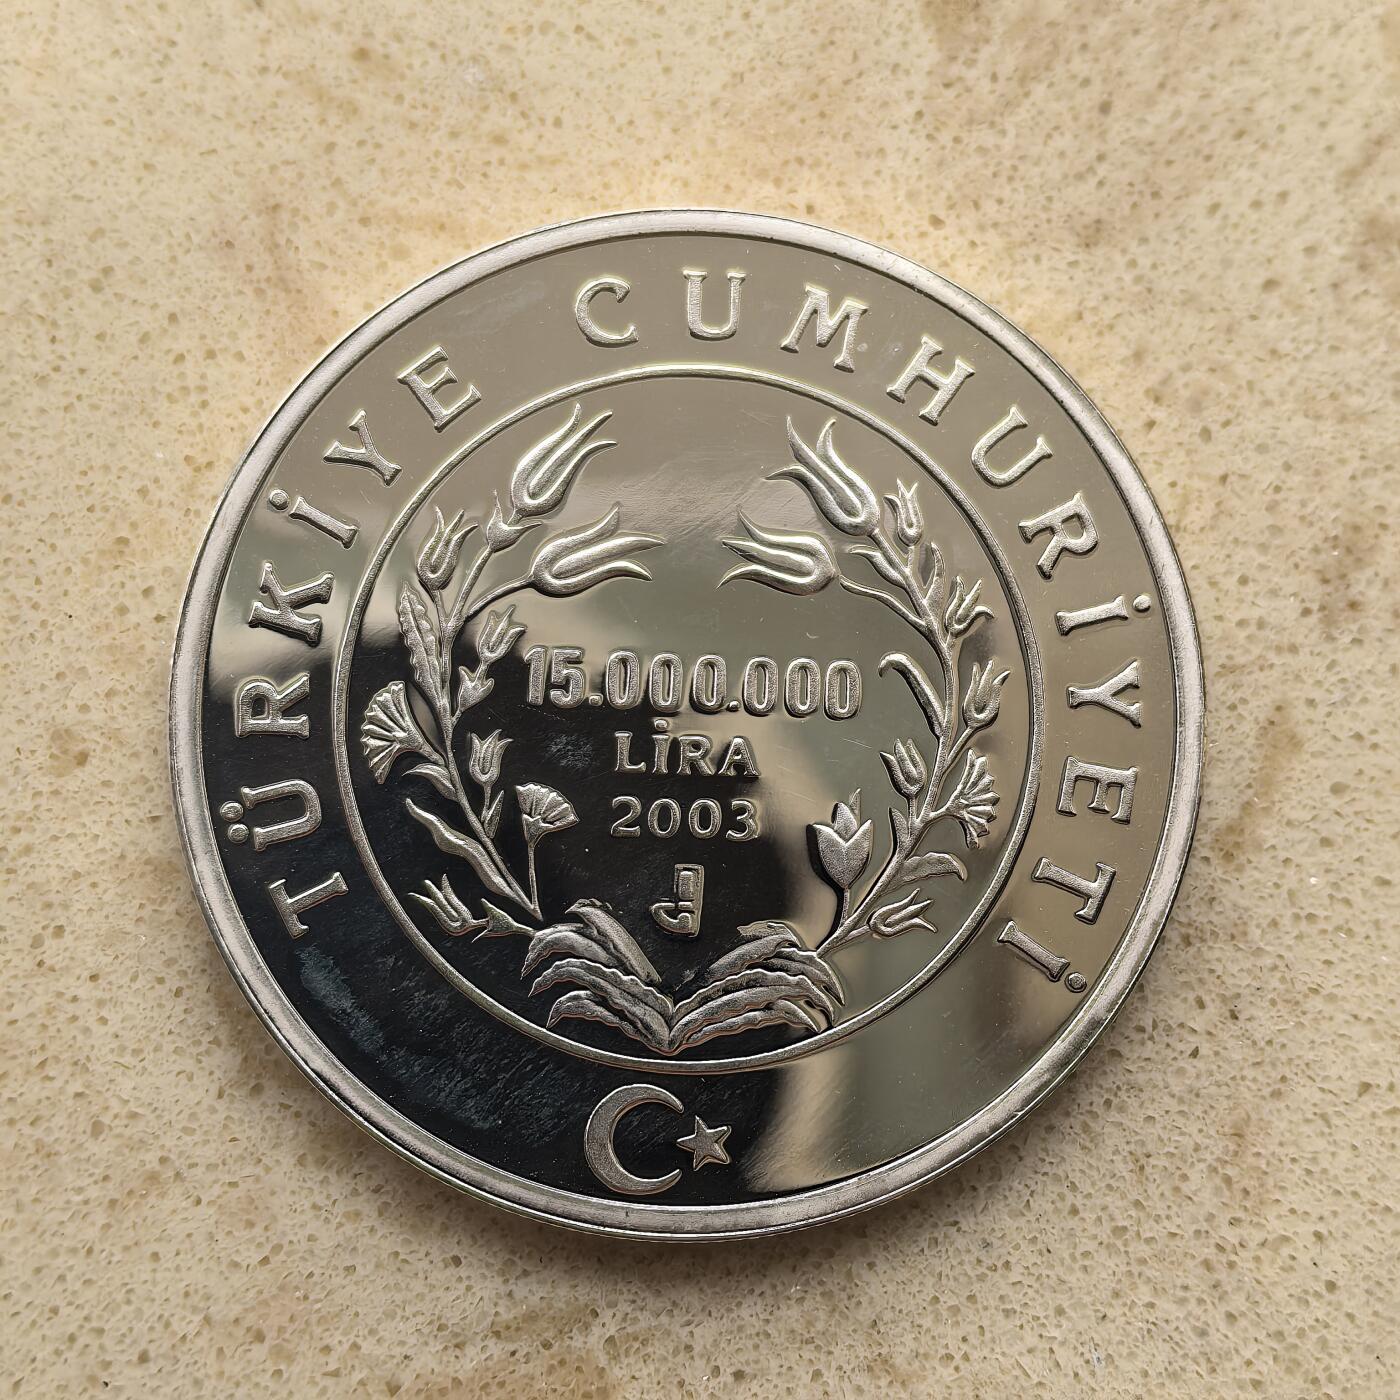 TÜRKİYE CUMHURİYETİ
15.000.000
LİRA
2003